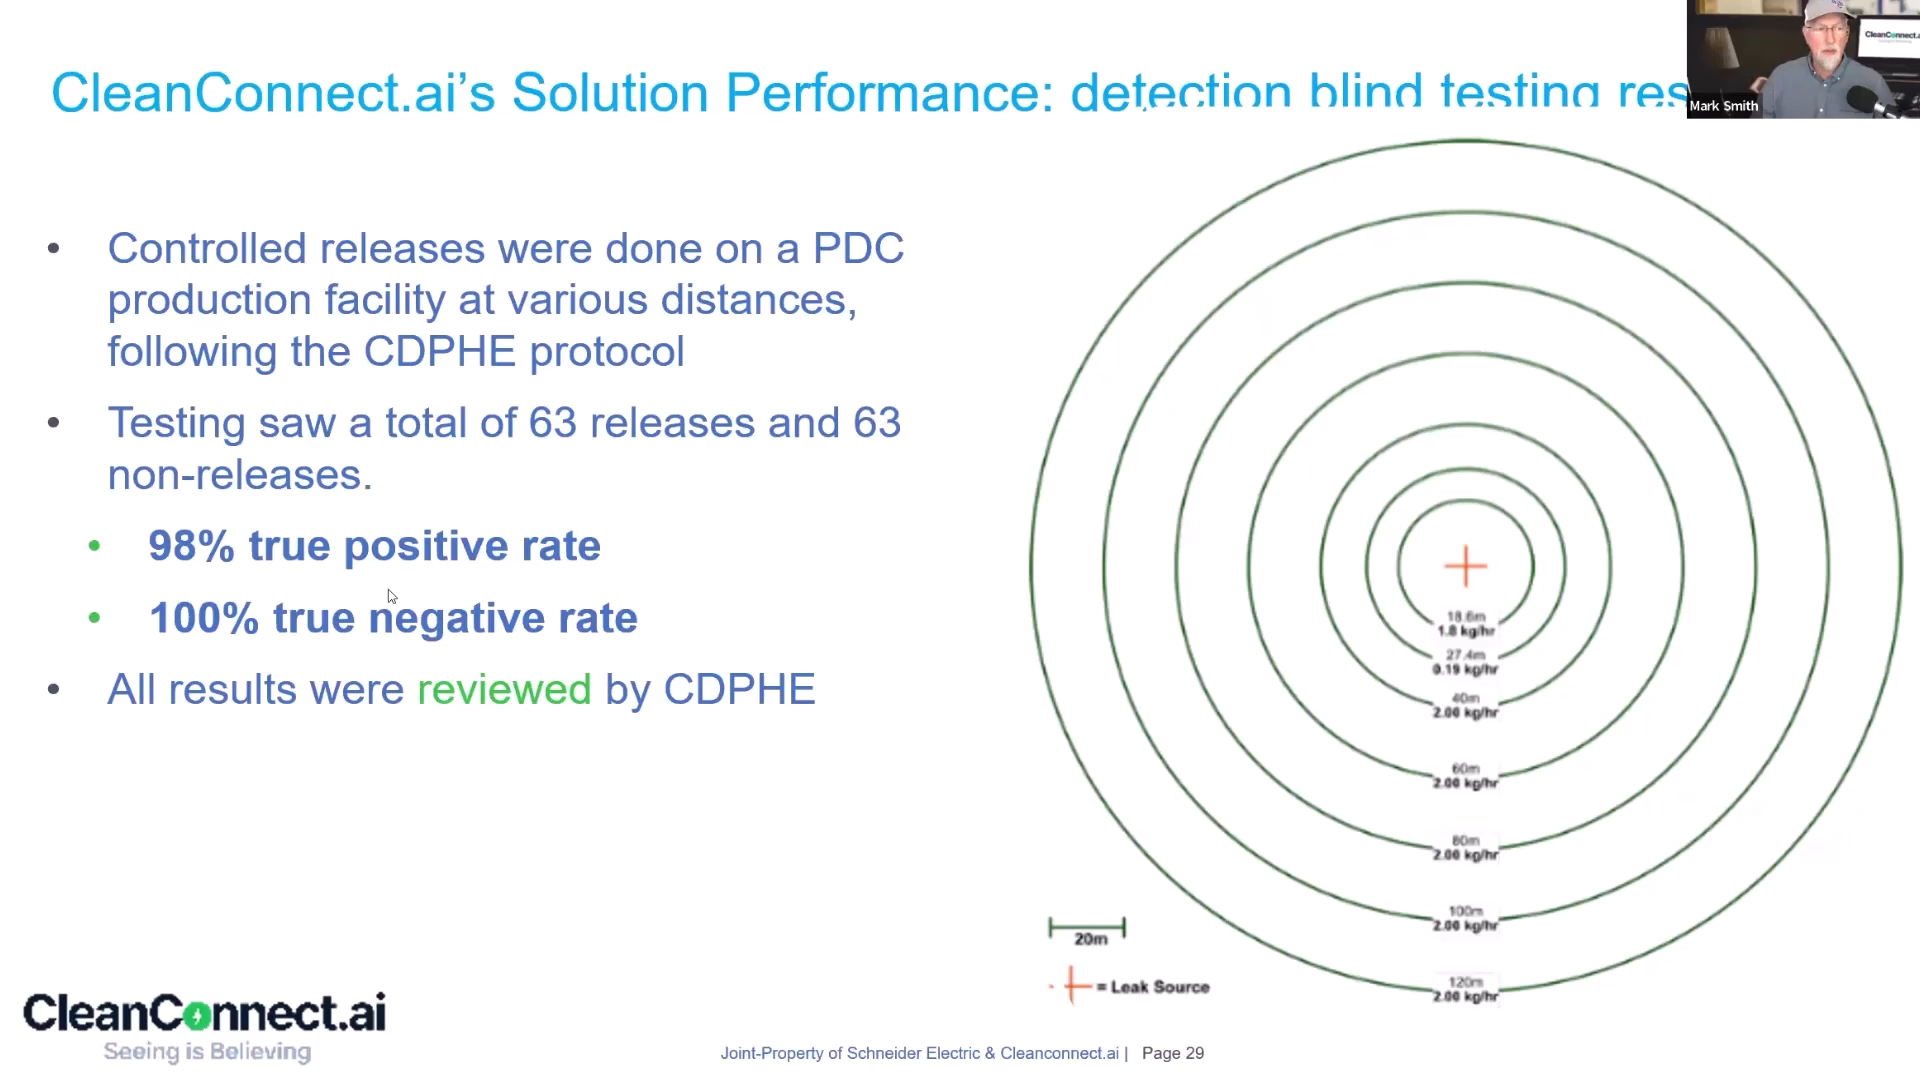 CleanConnect.ai’s Solution Performance: detection blind testing res
CleanConnect.a
Mark Smith
• Controlled releases were done on a PDC
production facility at various distances,
following the CDPHE protocol
• Testing saw a total of 63 releases and 63
non-releases.
• 98% true positive rate
• 100% true negative rate
• All results were reviewed by CDPHE
18.6m
1.8 kg/hr
27.4m
0.19 kg/hr
40m
2.00 kg/hr
60m
2.00 kg/hr
80m
2.00 kg/hr
100m
2.00 kg/hr
120m
2.00 kg/hr
20m
= Leak Source
CleanConnect.ai
Seeing is Believing
Joint-Property of Schneider Electric & Cleanconnect.ai | Page 29